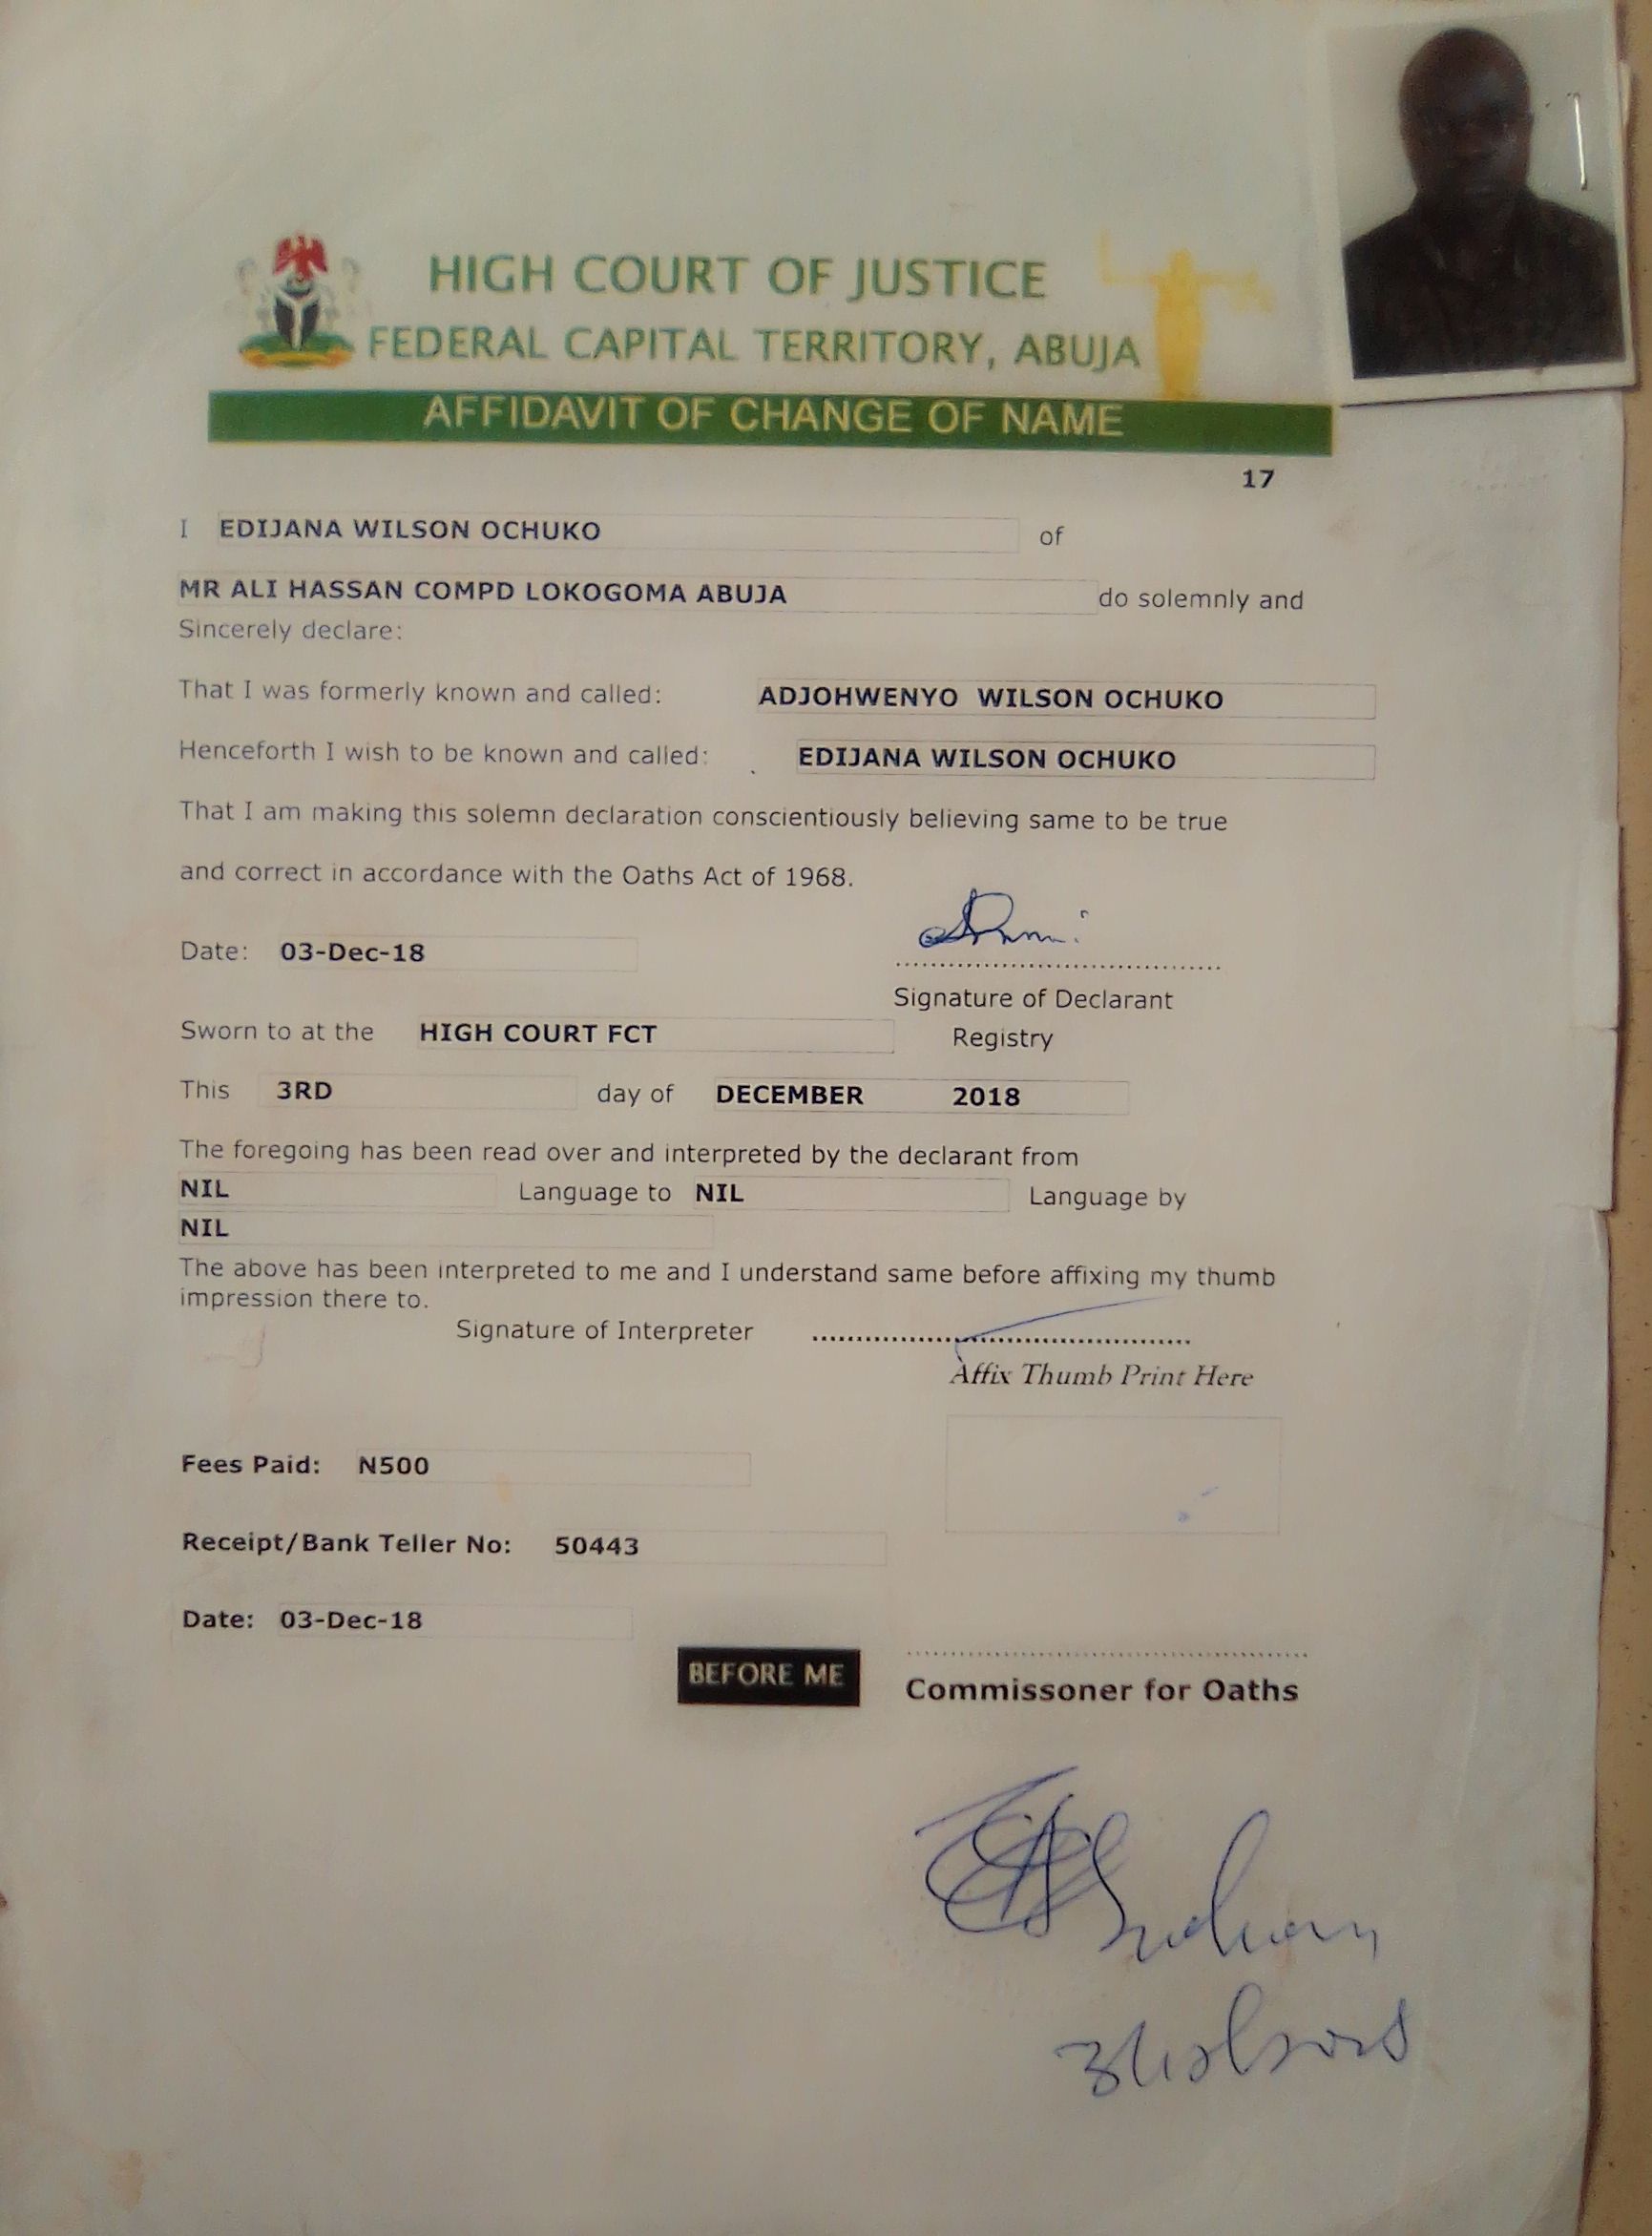 HIGH COURT OF JUSTICE
FEDERAL CAPITAL TERRITORY, ABUJA
AFFIDAVIT OF CHANGE OF NAME
17
I EDIJANA WILSON OCHUKO of
MR ALI HASSAN COMPD LOKOGOMA ABUJA do solemnly and
Sincerely declare:
That I was formerly known and called: ADJOHWENYO WILSON OCHUKO
Henceforth I wish to be known and called: EDIJANA WILSON OCHUKO
That I am making this solemn declaration conscientiously believing same to be true
and correct in accordance with the Oaths Act of 1968.
Date: 03-Dec-18
Signature of Declarant
Sworn to at the HIGH COURT FCT Registry
This 3RD day of DECEMBER 2018
The foregoing has been read over and interpreted by the declarant from
NIL Language to NIL Language by
NIL
The above has been interpreted to me and I understand same before affixing my thumb
impression there to.
Signature of Interpreter
Affix Thumb Print Here
Fees Paid: N500
Receipt/Bank Teller No: 50443
Date: 03-Dec-18
BEFORE ME
Commissoner for Oaths